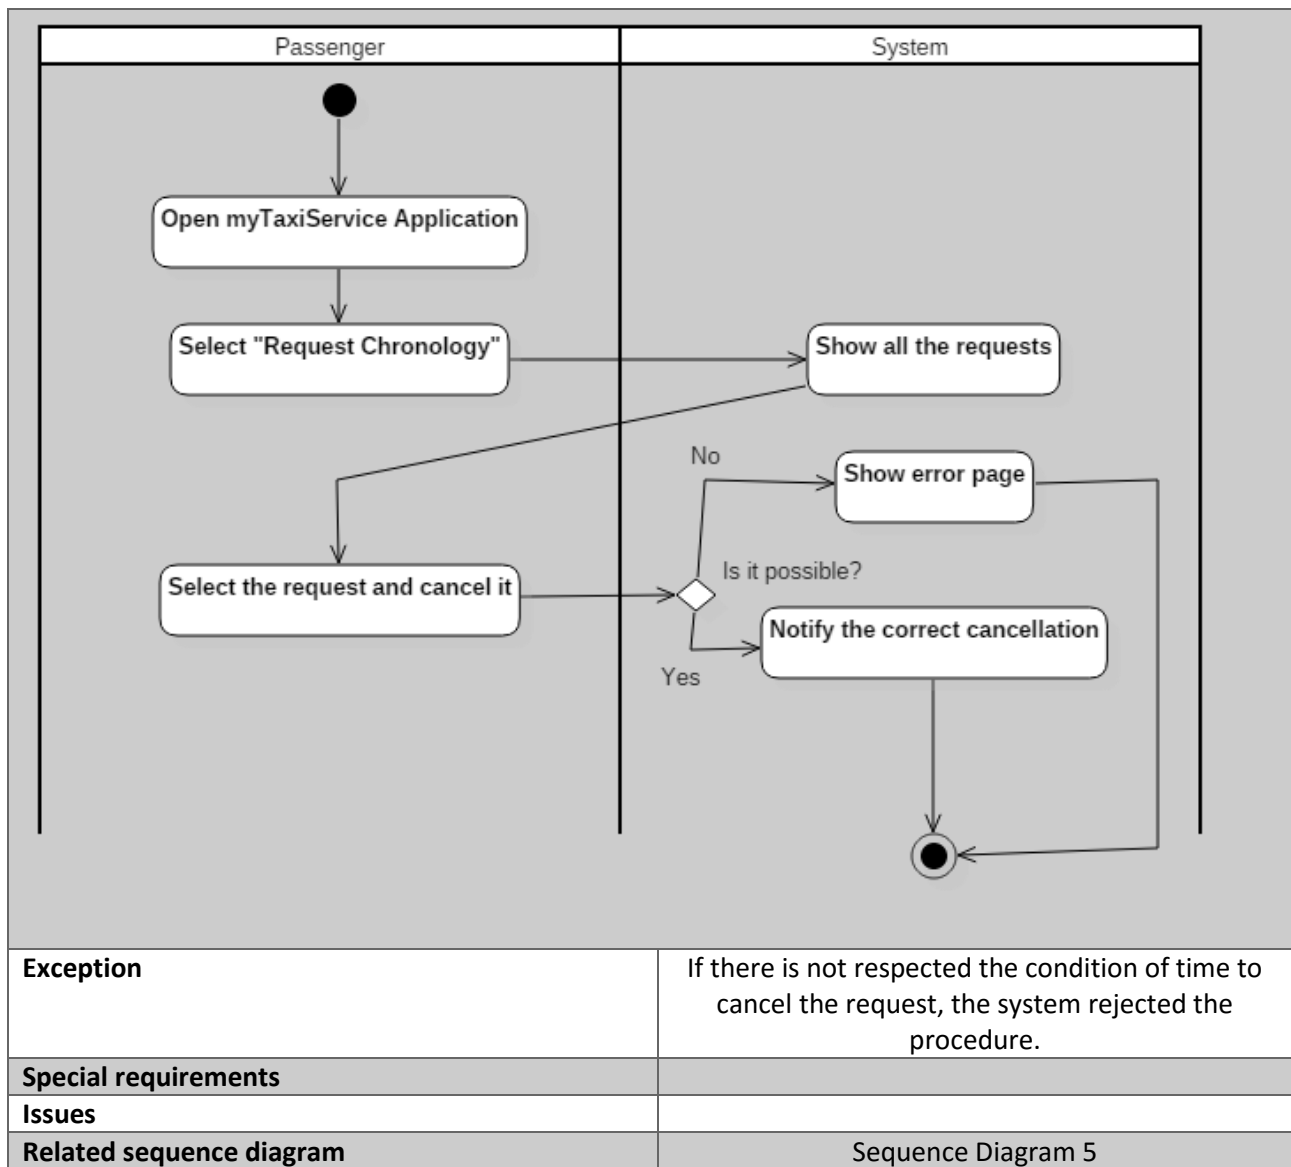 Passenger
System
Open myTaxiService Application
Select "Request Chronology"
Show all the requests
No
Show error page
Is it possible?
Select the request and cancel it
Notify the correct cancellation
Yes
Exception
If there is not respected the condition of time to
cancel the request, the system rejected the
procedure.
Special requirements
Issues
Related sequence diagram
Sequence Diagram 5